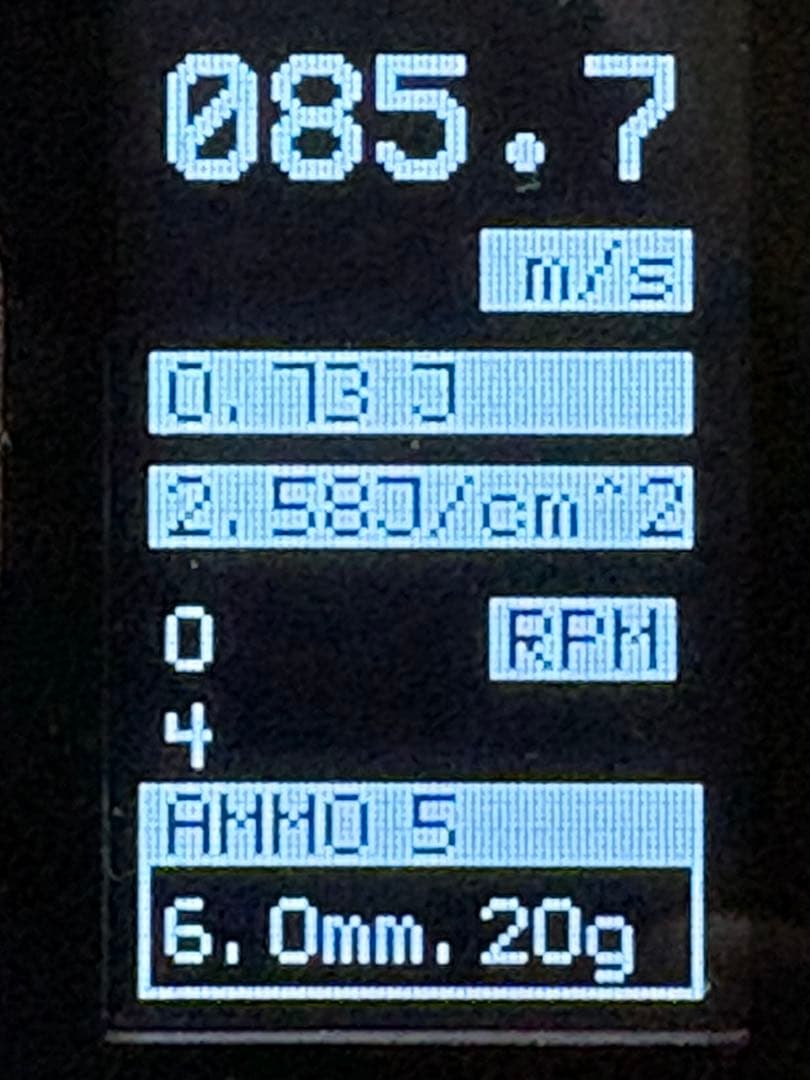 085.7
m/s
0.73 J
2.58J/cm^2
0 RPM
4
AMMO 5
6.0mm.20g